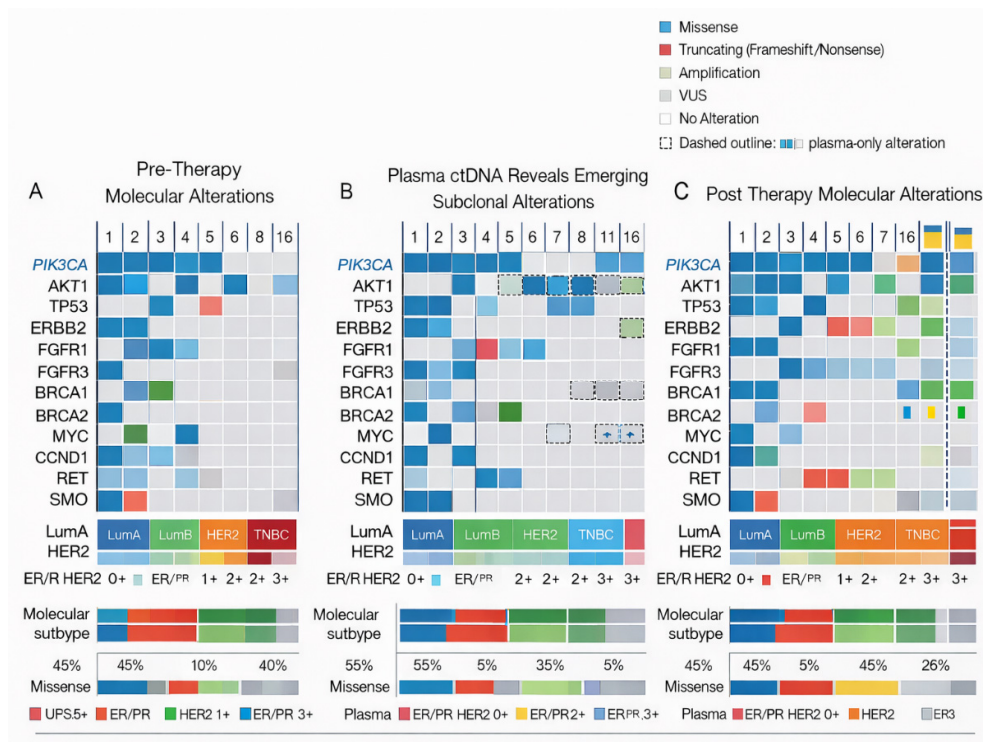 Missense
Truncating (Frameshift/Nonsense)
Amplification
VUS
No Alteration
Dashed outline: plasma-only alteration
A
Pre-Therapy
Molecular Alterations
1 2 3 4 5 6 8 16
PIK3CA
AKT1
TP53
ERBB2
FGFR1
FGFR3
BRCA1
BRCA2
MYC
CCND1
RET
SMO
LumA LumA LumB HER2 TNBC
HER2
ER/R HER2 0+ ER/PR 1+ 2+ 2+ 3+
Molecular
subtype
45% 45% 10% 40%
Missense
UPS.5+ ER/PR HER2 1+ ER/PR 3+
B
Plasma ctDNA Reveals Emerging
Subclonal Alterations
1 2 3 4 5 6 7 8 11 16
PIK3CA
AKT1
TP53
ERBB2
FGFR1
FGFR3
BRCA1
BRCA2
MYC
CCND1
RET
SMO
LumA LumA LumB HER2 TNBC
HER2
ER/R HER2 0+ ER/PR 2+ 2+ 2+ 3+ 3+
Molecular
subtype
55% 55% 5% 35% 5%
Missense
Plasma ER/PR HER2 0+ ER/PR2+ ERPR.3+
C
Post Therapy Molecular Alterations
1 2 3 4 5 6 7 16
PIK3CA
AKT1
TP53
ERBB2
FGFR1
FGFR3
BRCA1
BRCA2
MYC
CCND1
RET
SMO
LumA LumA LumB HER2 TNBC
HER2
ER/R HER2 0+ ER/PR 1+ 2+ 2+ 3+ 3+
Molecular
subtype
45% 45% 5% 45% 26%
Missense
Plasma ER/PR HER2 0+ HER2 ER3